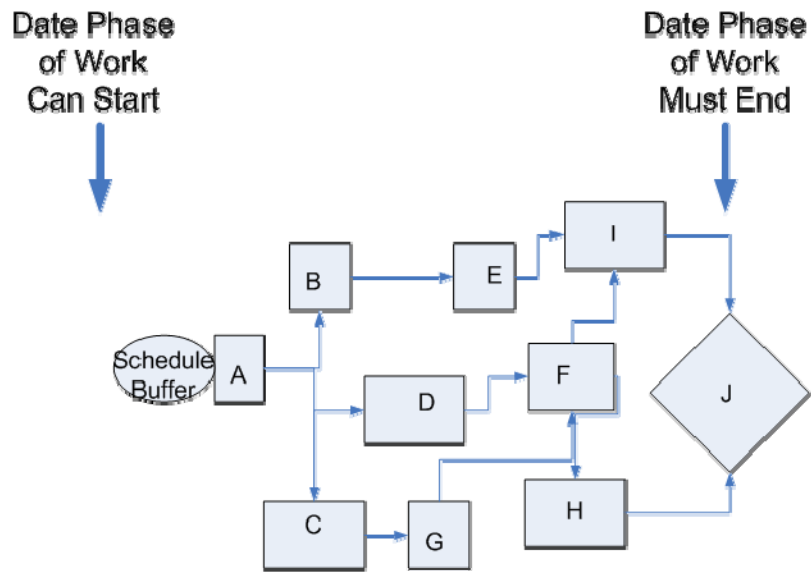 Date Phase
of Work
Can Start
Date Phase
of Work
Must End
I
B
E
Schedule
Buffer
A
F
D
J
C
G
H